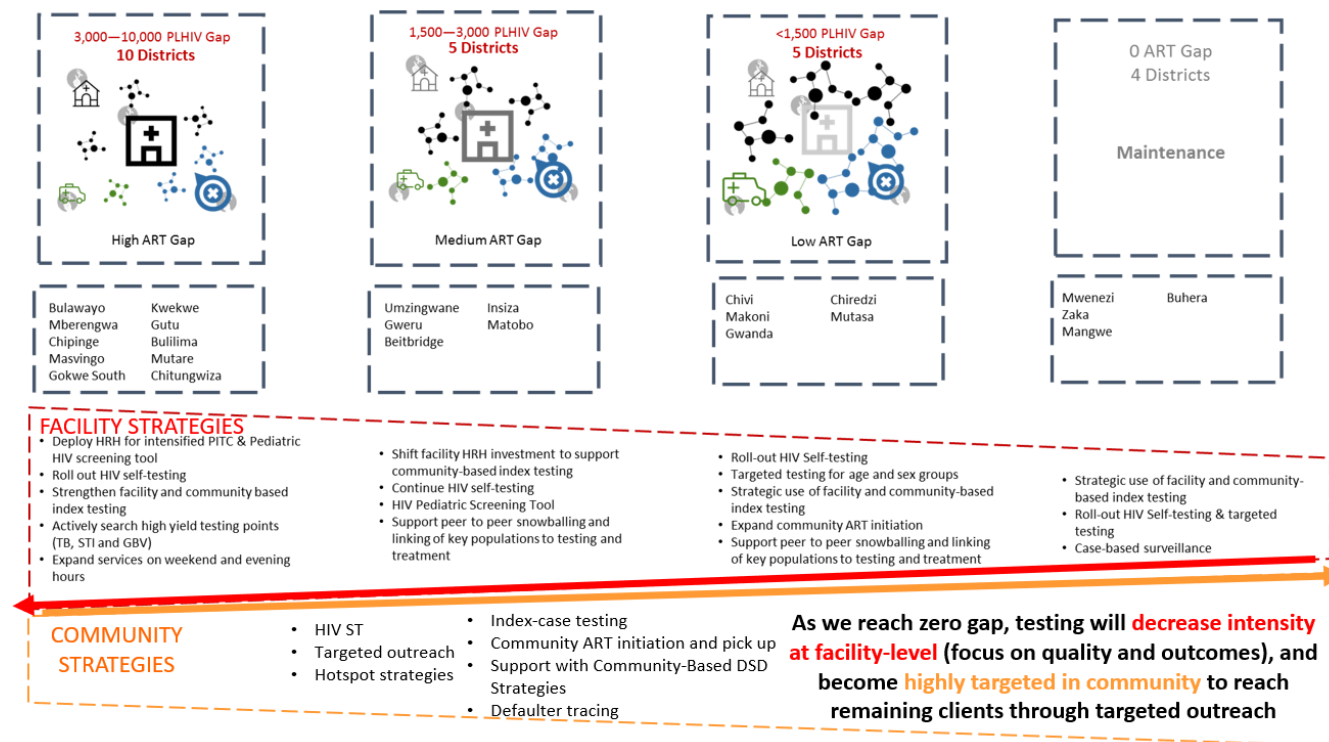 3,000—10,000 PLHIV Gap
10 Districts
High ART Gap
1,500—3,000 PLHIV Gap
5 Districts
Medium ART Gap
<1,500 PLHIV Gap
5 Districts
Low ART Gap
0 ART Gap
4 Districts
Maintenance
Bulawayo
Mberengwa
Chipinge
Masvingo
Gokwe South
Kwekwe
Gutu
Bulilima
Mutare
Chitungwiza
Umzingwane
Gweru
Beitbridge
Insiza
Matobo
Chivi
Makoni
Gwanda
Chiredzi
Mutasa
Mwenezi
Zaka
Mangwe
Buhera
FACILITY STRATEGIES
• Deploy HRH for intensified PITC & Pediatric
HIV screening tool
• Roll out HIV self-testing
• Strengthen facility and community based
index testing
• Actively search high yield testing points
(TB, STI and GBV)
• Expand services on weekend and evening
hours
• Shift facility HRH investment to support
community-based index testing
• Continue HIV self-testing
• HIV Pediatric Screening Tool
• Support peer to peer snowballing and
linking of key populations to testing and
treatment
• Roll-out HIV Self-testing
• Targeted testing for age and sex groups
• Strategic use of facility and community-based
index testing
• Expand community ART initiation
• Support peer to peer snowballing and linking
of key populations to testing and treatment
• Strategic use of facility and community-
based index testing
• Roll-out HIV Self-testing & targeted
testing
• Case-based surveillance
COMMUNITY
STRATEGIES
• HIV ST
• Targeted outreach
• Hotspot strategies
• Index-case testing
• Community ART initiation and pick up
• Support with Community-Based DSD
Strategies
• Defaulter tracing
As we reach zero gap, testing will decrease intensity
at facility-level (focus on quality and outcomes), and
become highly targeted in community to reach
remaining clients through targeted outreach